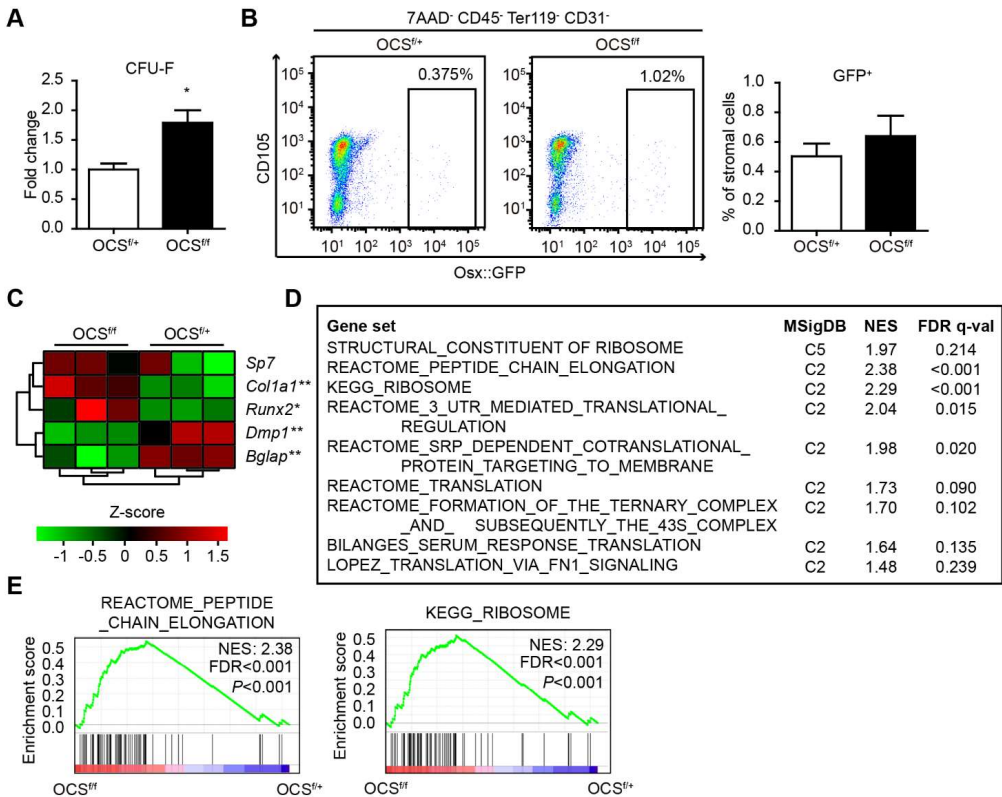 A
CFU-F
*
Fold change
2.5
2.0
1.5
1.0
0.5
0.0
OCSf/+
OCSf/f
B
7AAD- CD45- Ter119- CD31-
OCSf/+
OCSf/f
0.375%
1.02%
CD105
10⁵
10⁴
10³
10²
10¹
10¹ 10² 10³ 10⁴ 10⁵
10⁵
10⁴
10³
10²
10¹
10¹ 10² 10³ 10⁴ 10⁵
Osx::GFP
GFP⁺
% of stromal cells
1.0
0.8
0.6
0.4
0.2
0.0
OCSf/+
OCSf/f
C
OCSf/f
OCSf/+
Sp7
Col1a1**
Runx2*
Dmp1**
Bglap**
Z-score
-1 -0.5 0 0.5 1 1.5
D
Gene set MSigDB NES FDR q-val
STRUCTURAL_CONSTITUENT OF RIBOSOME C5 1.97 0.214
REACTOME_PEPTIDE_CHAIN_ELONGATION C2 2.38 <0.001
KEGG_RIBOSOME C2 2.29 <0.001
REACTOME_3_UTR_MEDIATED_TRANSLATIONAL_ C2 2.04 0.015
REGULATION
REACTOME_SRP_DEPENDENT_COTRANSLATIONAL_ C2 1.98 0.020
PROTEIN_TARGETING_TO_MEMBRANE
REACTOME_TRANSLATION C2 1.73 0.090
REACTOME_FORMATION_OF_THE_TERNARY_COMPLEX C2 1.70 0.102
_AND_ SUBSEQUENTLY_THE_43S_COMPLEX
BILANGES_SERUM_RESPONSE_TRANSLATION C2 1.64 0.135
LOPEZ_TRANSLATION_VIA_FN1_SIGNALING C2 1.48 0.239
E
REACTOME_PEPTIDE
_CHAIN_ELONGATION
Enrichment score
0.5
0.4
0.3
0.2
0.1
0.0
NES: 2.38
FDR<0.001
P<0.001
OCSf/f
OCSf/+
KEGG_RIBOSOME
Enrichment score
0.5
0.4
0.3
0.2
0.1
0.0
NES: 2.29
FDR<0.001
P<0.001
OCSf/f
OCSf/+